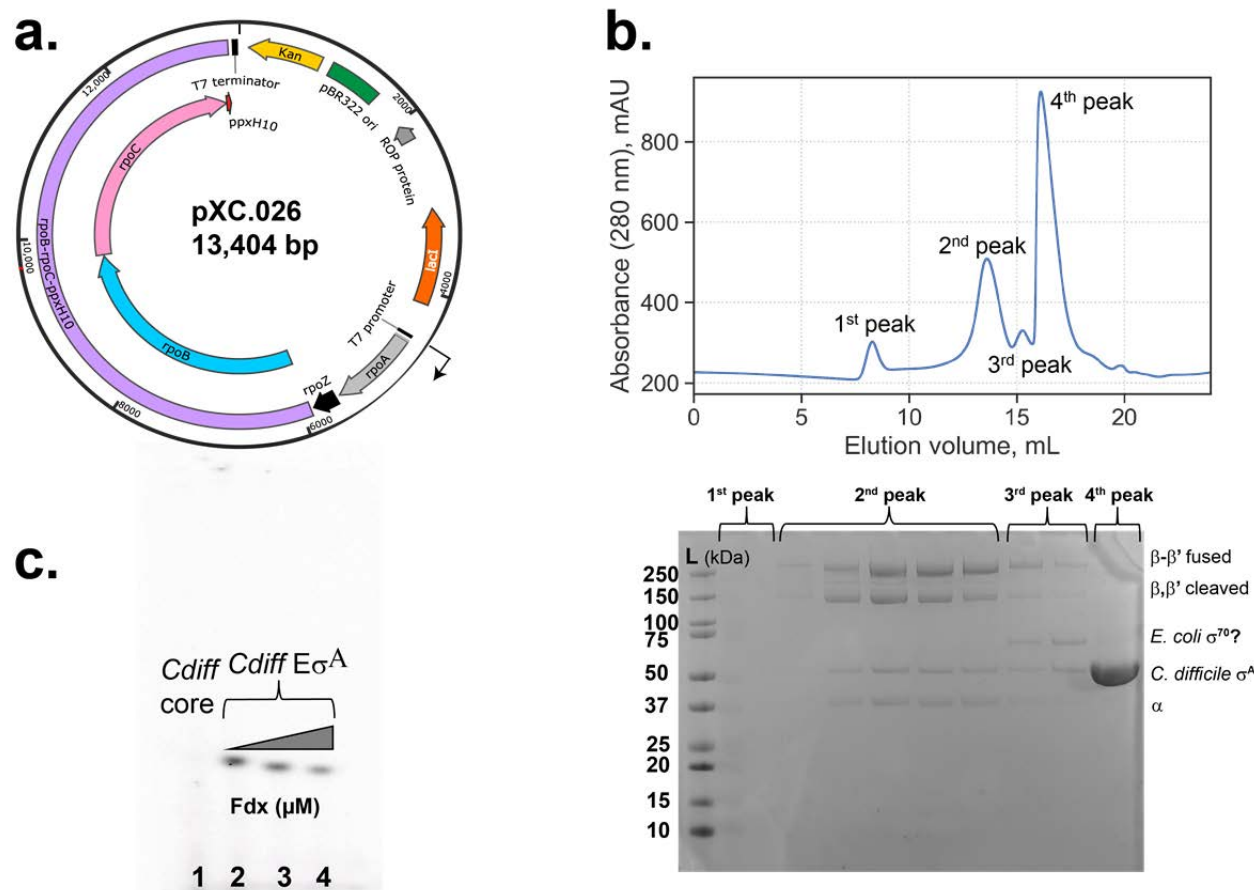 a.
Kan
pBR322 ori
2000
ROP protein
lacI
4000
T7 promoter
rpoA
rpoZ
6000
rpoB
8000
rpoB-rpoC-ppxH10
10,000
rpoC
12,000
T7 terminator
ppxH10
pXC.026
13,404 bp
b.
Absorbance (280 nm), mAU
800
600
400
200
1st peak
2nd peak
3rd peak
4th peak
0 5 10 15 20
Elution volume, mL
1st peak 2nd peak 3rd peak 4th peak
L (kDa)
250
150
100
75
50
37
25
20
15
10
β-β' fused
β,β' cleaved
E. coli σ70?
C. difficile σA
α
c.
Cdiff
core
Cdiff EσA
Fdx (µM)
1 2 3 4